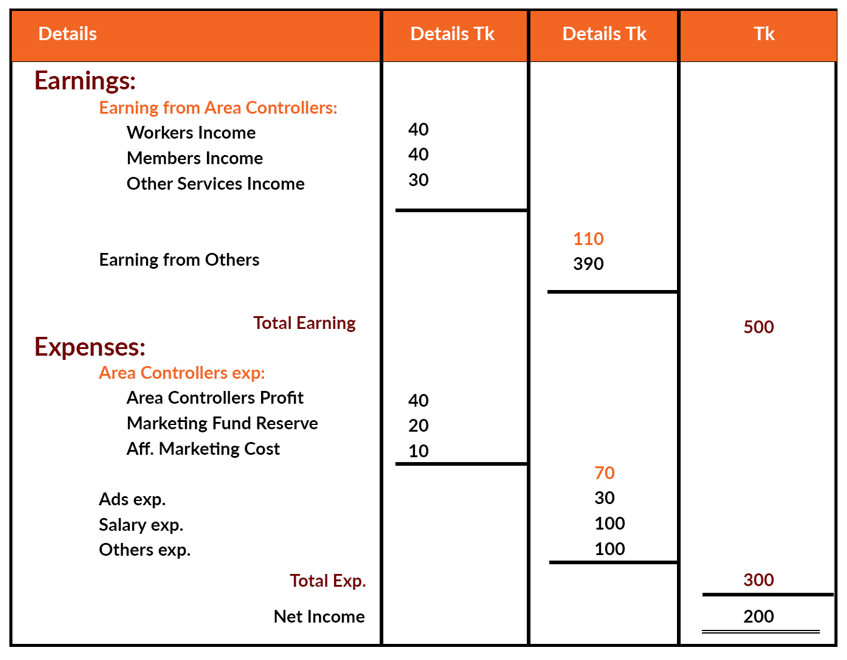 Details Details Tk Details Tk Tk
Earnings:
Earning from Area Controllers:
Workers Income 40
Members Income 40
Other Services Income 30
110
Earning from Others 390
Total Earning 500
Expenses:
Area Controllers exp:
Area Controllers Profit 40
Marketing Fund Reserve 20
Aff. Marketing Cost 10
70
Ads exp. 30
Salary exp. 100
Others exp. 100
Total Exp. 300
Net Income 200